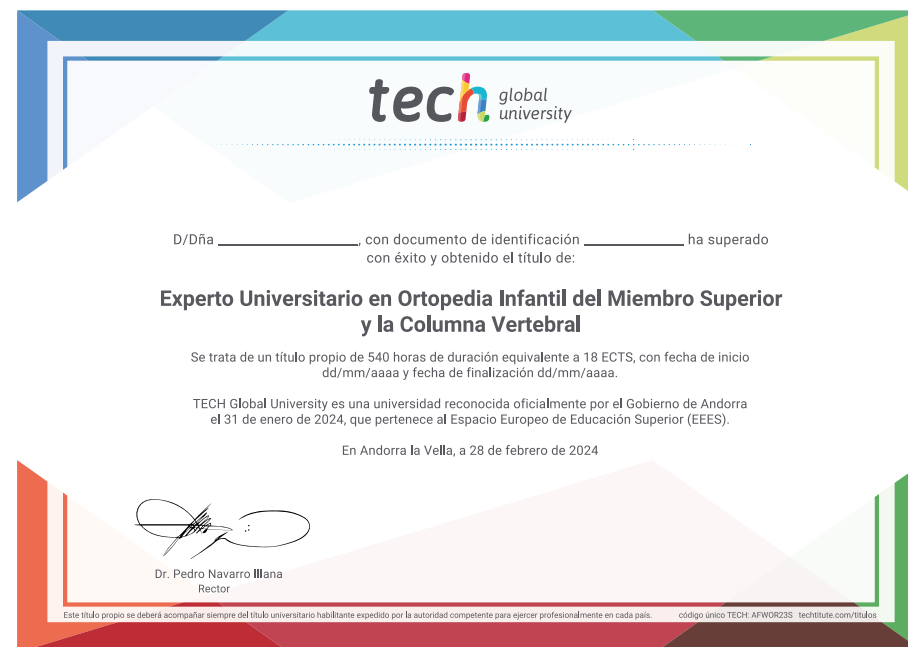 tech global university
D/Dña ____________, con documento de identificación ____________ ha superado
con éxito y obtenido el título de:
Experto Universitario en Ortopedia Infantil del Miembro Superior
y la Columna Vertebral
Se trata de un título propio de 540 horas de duración equivalente a 18 ECTS, con fecha de inicio
dd/mm/aaaa y fecha de finalización dd/mm/aaaa.
TECH Global University es una universidad reconocida oficialmente por el Gobierno de Andorra
el 31 de enero de 2024, que pertenece al Espacio Europeo de Educación Superior (EEES).
En Andorra la Vella, a 28 de febrero de 2024
Dr. Pedro Navarro Illana
Rector
Este título propio se deberá acompañar siempre del título universitario habilitante expedido por la autoridad competente para ejercer profesionalmente en cada país. código único TECH: AFWOR23S techtitute.com/titulos